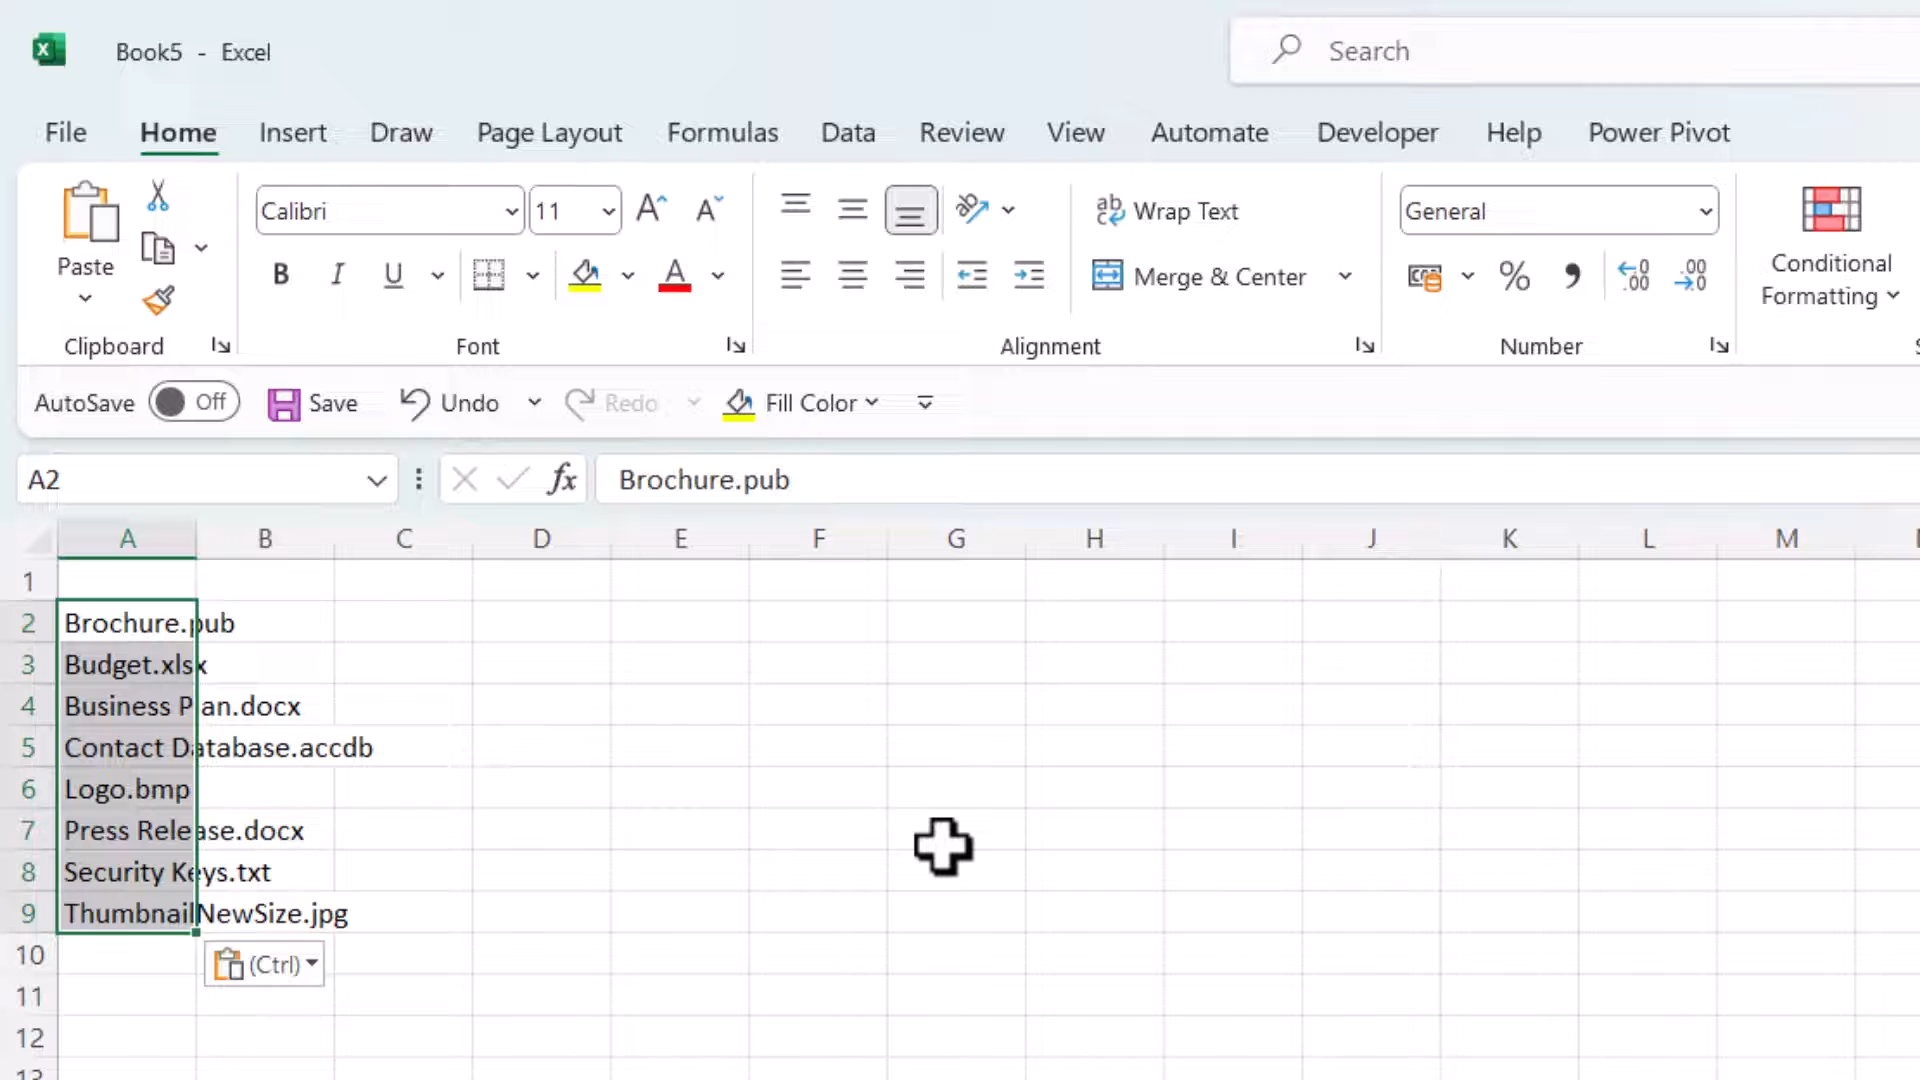 Book5 - Excel
Search
File Home Insert Draw Page Layout Formulas Data Review View Automate Developer Help Power Pivot
Paste
Calibri 11
B I U A
Wrap Text
Merge & Center
General
% 
Conditional
Formatting
Clipboard Font Alignment Number
AutoSave Off Save Undo Redo Fill Color
A2 fx Brochure.pub
A B C D E F G H I J K L M
1
2 Brochure.pub
3 Budget.xlsx
4 Business Plan.docx
5 Contact Database.accdb
6 Logo.bmp
7 Press Release.docx
8 Security Keys.txt
9 ThumbnailNewSize.jpg
10 (Ctrl)
11
12
13